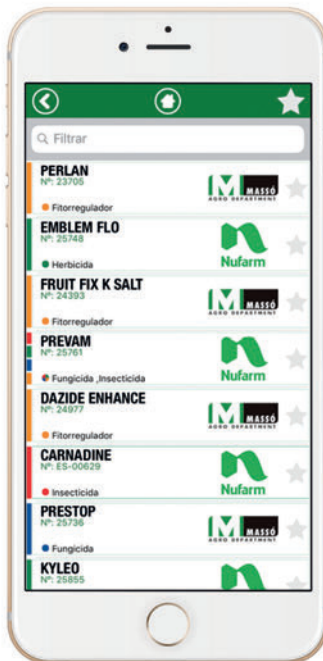 Filtrar
PERLAN
Nº: 23705
Fitorregulador
M MASSÓ
AGRO DEPARTMENT
EMBLEM FLO
Nº: 25748
Herbicida
Nufarm
FRUIT FIX K SALT
Nº: 24393
Fitorregulador
M MASSÓ
AGRO DEPARTMENT
PREVAM
Nº: 25761
Fungicida ,Insecticida
Nufarm
DAZIDE ENHANCE
Nº: 24977
Fitorregulador
M MASSÓ
AGRO DEPARTMENT
CARNADINE
Nº: ES-00629
Insecticida
Nufarm
PRESTOP
Nº: 25736
Fungicida
M MASSÓ
AGRO DEPARTMENT
KYLEO
Nº: 25855